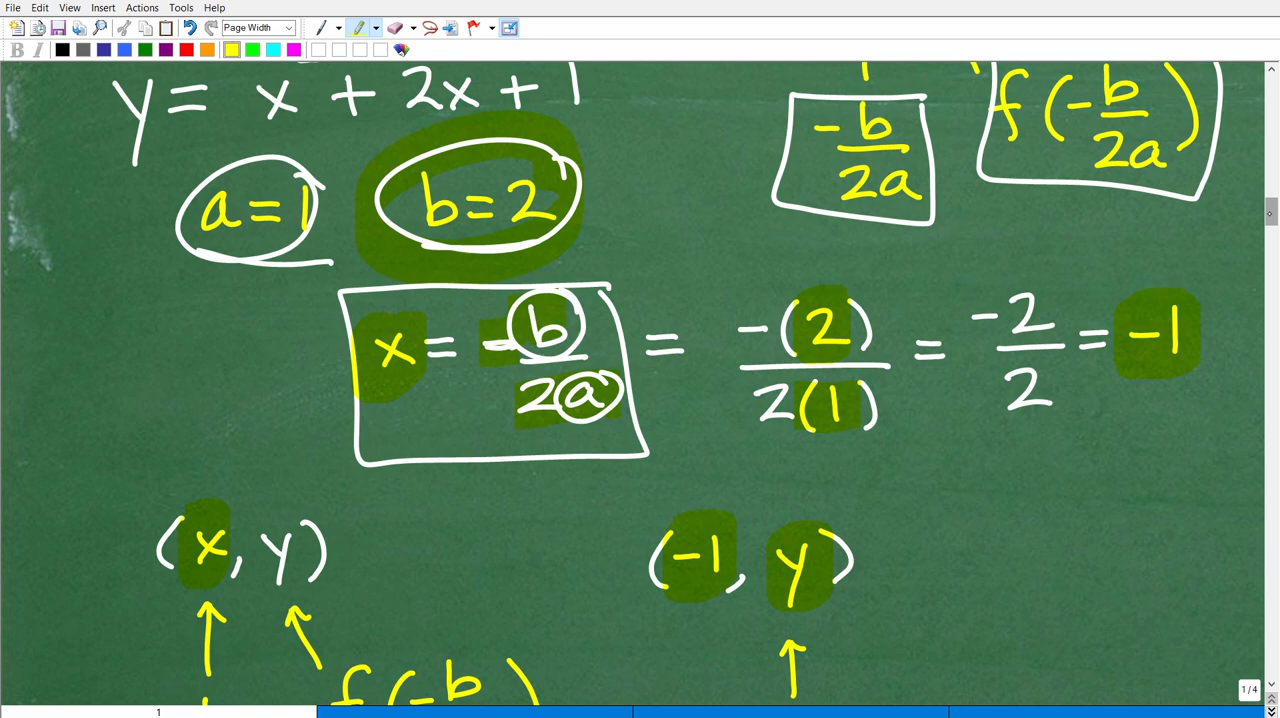 File Edit View Insert Actions Tools Help
Page Width
B I
y = x + 2x + 1
-b/2a
f(-b/2a)
a = 1
b = 2
x = -b/2a = -(2)/2(1) = -2/2 = -1
(x, y)
(-1, y)
f(-b
1/4
1